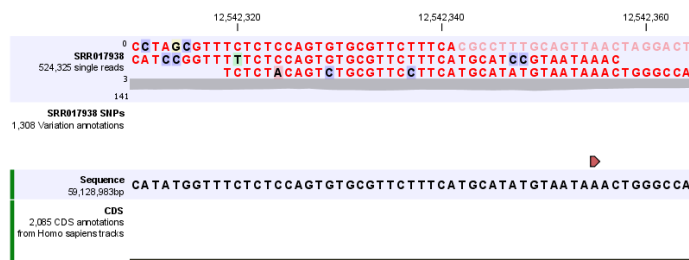 12,542,320 12,542,340 12,542,360
0
CCTAGCGTTTCTCTCCAGTGTGCGTTCTTTCACGCCTTTGCAGTTAACTAGGACT
SRR017938
CATCCGGTTTTTCTCCAGTGTGCGTTCTTTCATGCATCCGTAATAAAC
524,325 single reads
TCTCTACAGTCTGCGTTCCTTCATGCATATGTAATAAACTGGGCCA
3
141
SRR017938 SNPs
1,308 Variation annotations
Sequence
CATATGGTTTCTCTCCAGTGTGCGTTCTTTCATGCATATGTAATAAACTGGGCCA
59,128,983bp
CDS
2,085 CDS annotations
from Homo sapiens tracks